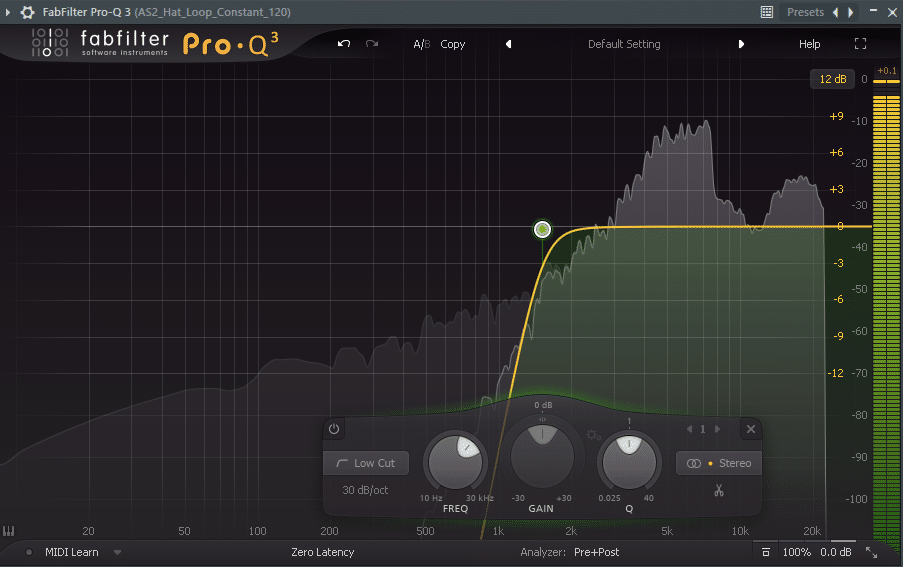 FabFilter Pro-Q 3 (AS2_Hat_Loop_Constant_120)
Presets
fabfilter
software instruments
Pro·Q3
A/B Copy
Default Setting
Help
12 dB
+0.1
0
+9
-10
+6
-20
+3
-30
0
-40
-3
-50
-6
-60
-9
-12
-70
-80
-90
-100
0 dB
1
1
Low Cut
Stereo
30 dB/oct
10 Hz 30 kHz
-30 +30
0.025 40
FREQ
GAIN
Q
20 50 100 200 500 1k 2k 5k 10k 20k
MIDI Learn
Zero Latency
Analyzer: Pre+Post
100%
0.0 dB